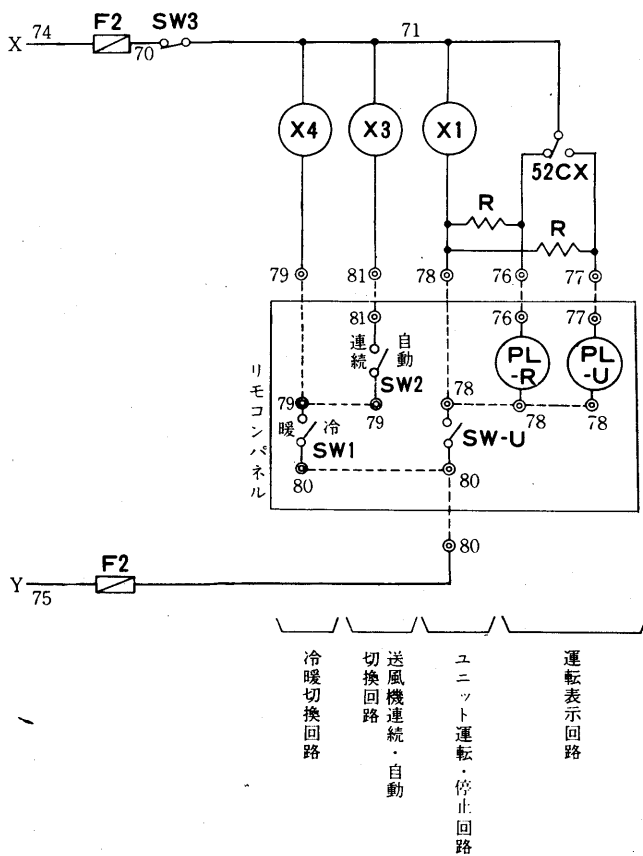 F2 SW3
X 74 70 71
X4 X3 X1
52CX
R
R
79 81 78 76 77
81 76 77
連続 自動
SW2
PL-R
PL-U
リモコンパネル
79 79 78 78 78
暖 冷
SW1
SW-U
80 80
80
F2
Y 75
冷暖切換回路
送風機連続・自動
切換回路
ユニット運転・停止回路
運転表示回路